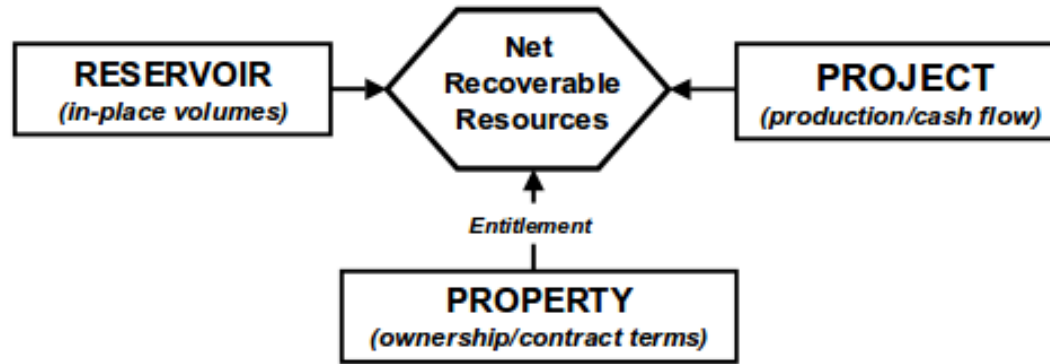 RESERVOIR
(in-place volumes)
Net
Recoverable
Resources
PROJECT
(production/cash flow)
Entitlement
PROPERTY
(ownership/contract terms)